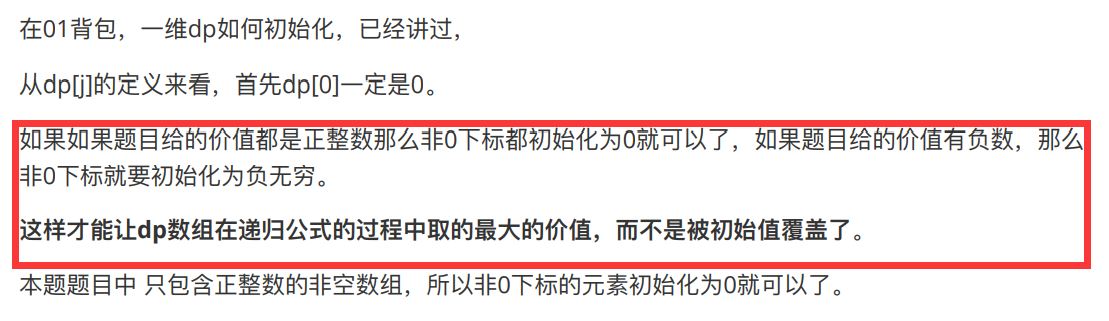 在01背包，一维dp如何初始化，已经讲过，
从dp[j]的定义来看，首先dp[0]一定是0。
如果如果题目给的价值都是正整数那么非0下标都初始化为0就可以了，如果题目给的价值有负数，那么
非0下标就要初始化为负无穷。
这样才能让dp数组在递归公式的过程中取的最大的价值，而不是被初始值覆盖了。
本题题目中 只包含正整数的非空数组，所以非0下标的元素初始化为0就可以了。